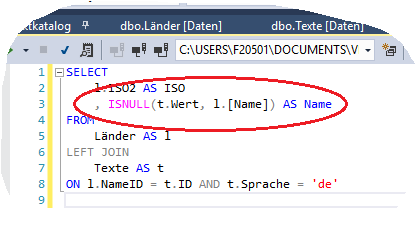 tkatalog dbo.Länder [Daten] dbo.Texte [Daten]
C:\USERS\F20501\DOCUMENTS\V
1 SELECT
2 l.ISO2 AS ISO
3 , ISNULL(t.Wert, l.[Name]) AS Name
4 FROM
5 Länder AS l
6 LEFT JOIN
7 Texte AS t
8 ON l.NameID = t.ID AND t.Sprache = 'de'
9